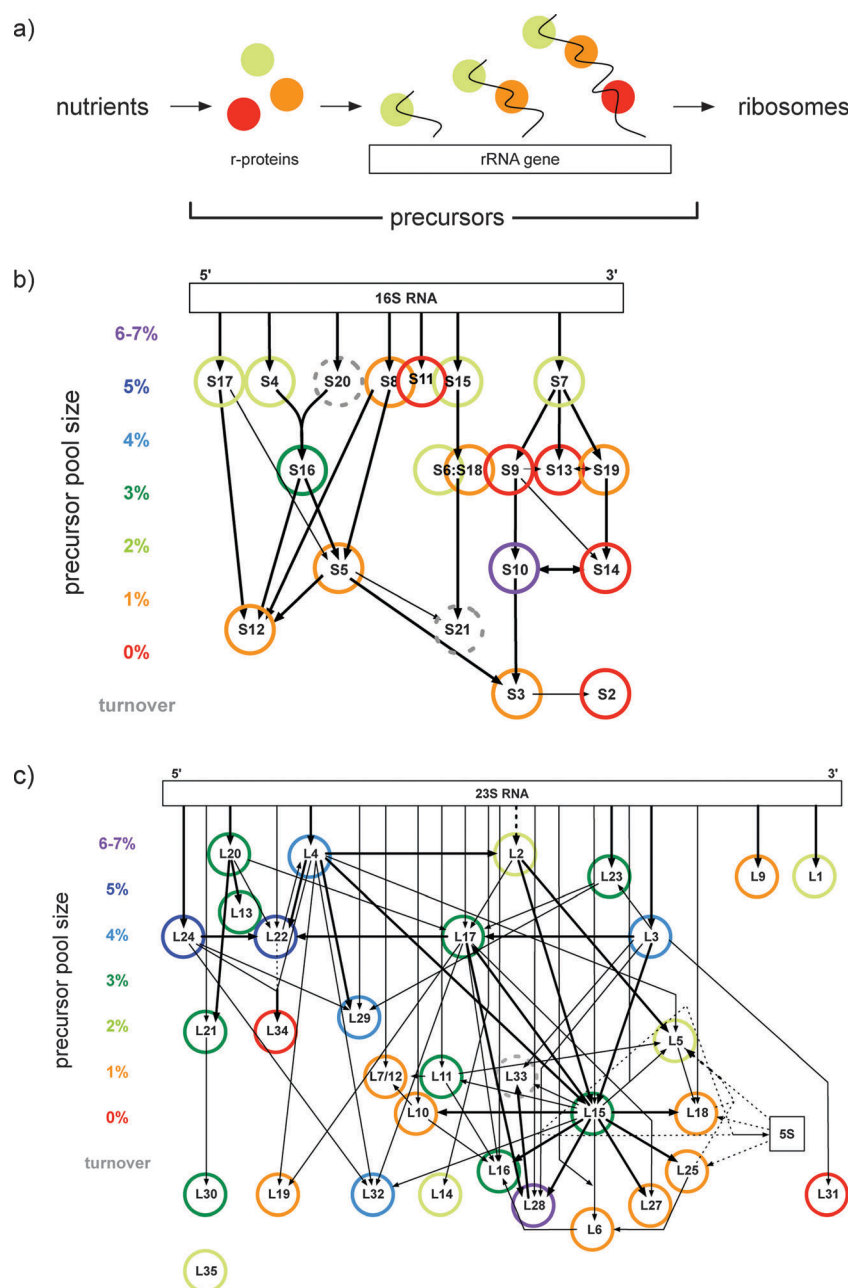 a)
nutrients
r-proteins
rRNA gene
ribosomes
precursors
b)
5'
3'
16S RNA
precursor pool size
6-7%
5%
4%
3%
2%
1%
0%
turnover
S17
S4
S20
S8
S11
S15
S7
S16
S6:S18
S9
S13
S19
S5
S10
S14
S12
S21
S3
S2
c)
5'
3'
23S RNA
precursor pool size
6-7%
5%
4%
3%
2%
1%
0%
turnover
L20
L4
L2
L23
L9
L1
L13
L24
L22
L17
L3
L29
L21
L34
L5
L7/12
L11
L33
L10
L15
L18
5S
L16
L25
L30
L19
L32
L14
L28
L27
L31
L6
L35